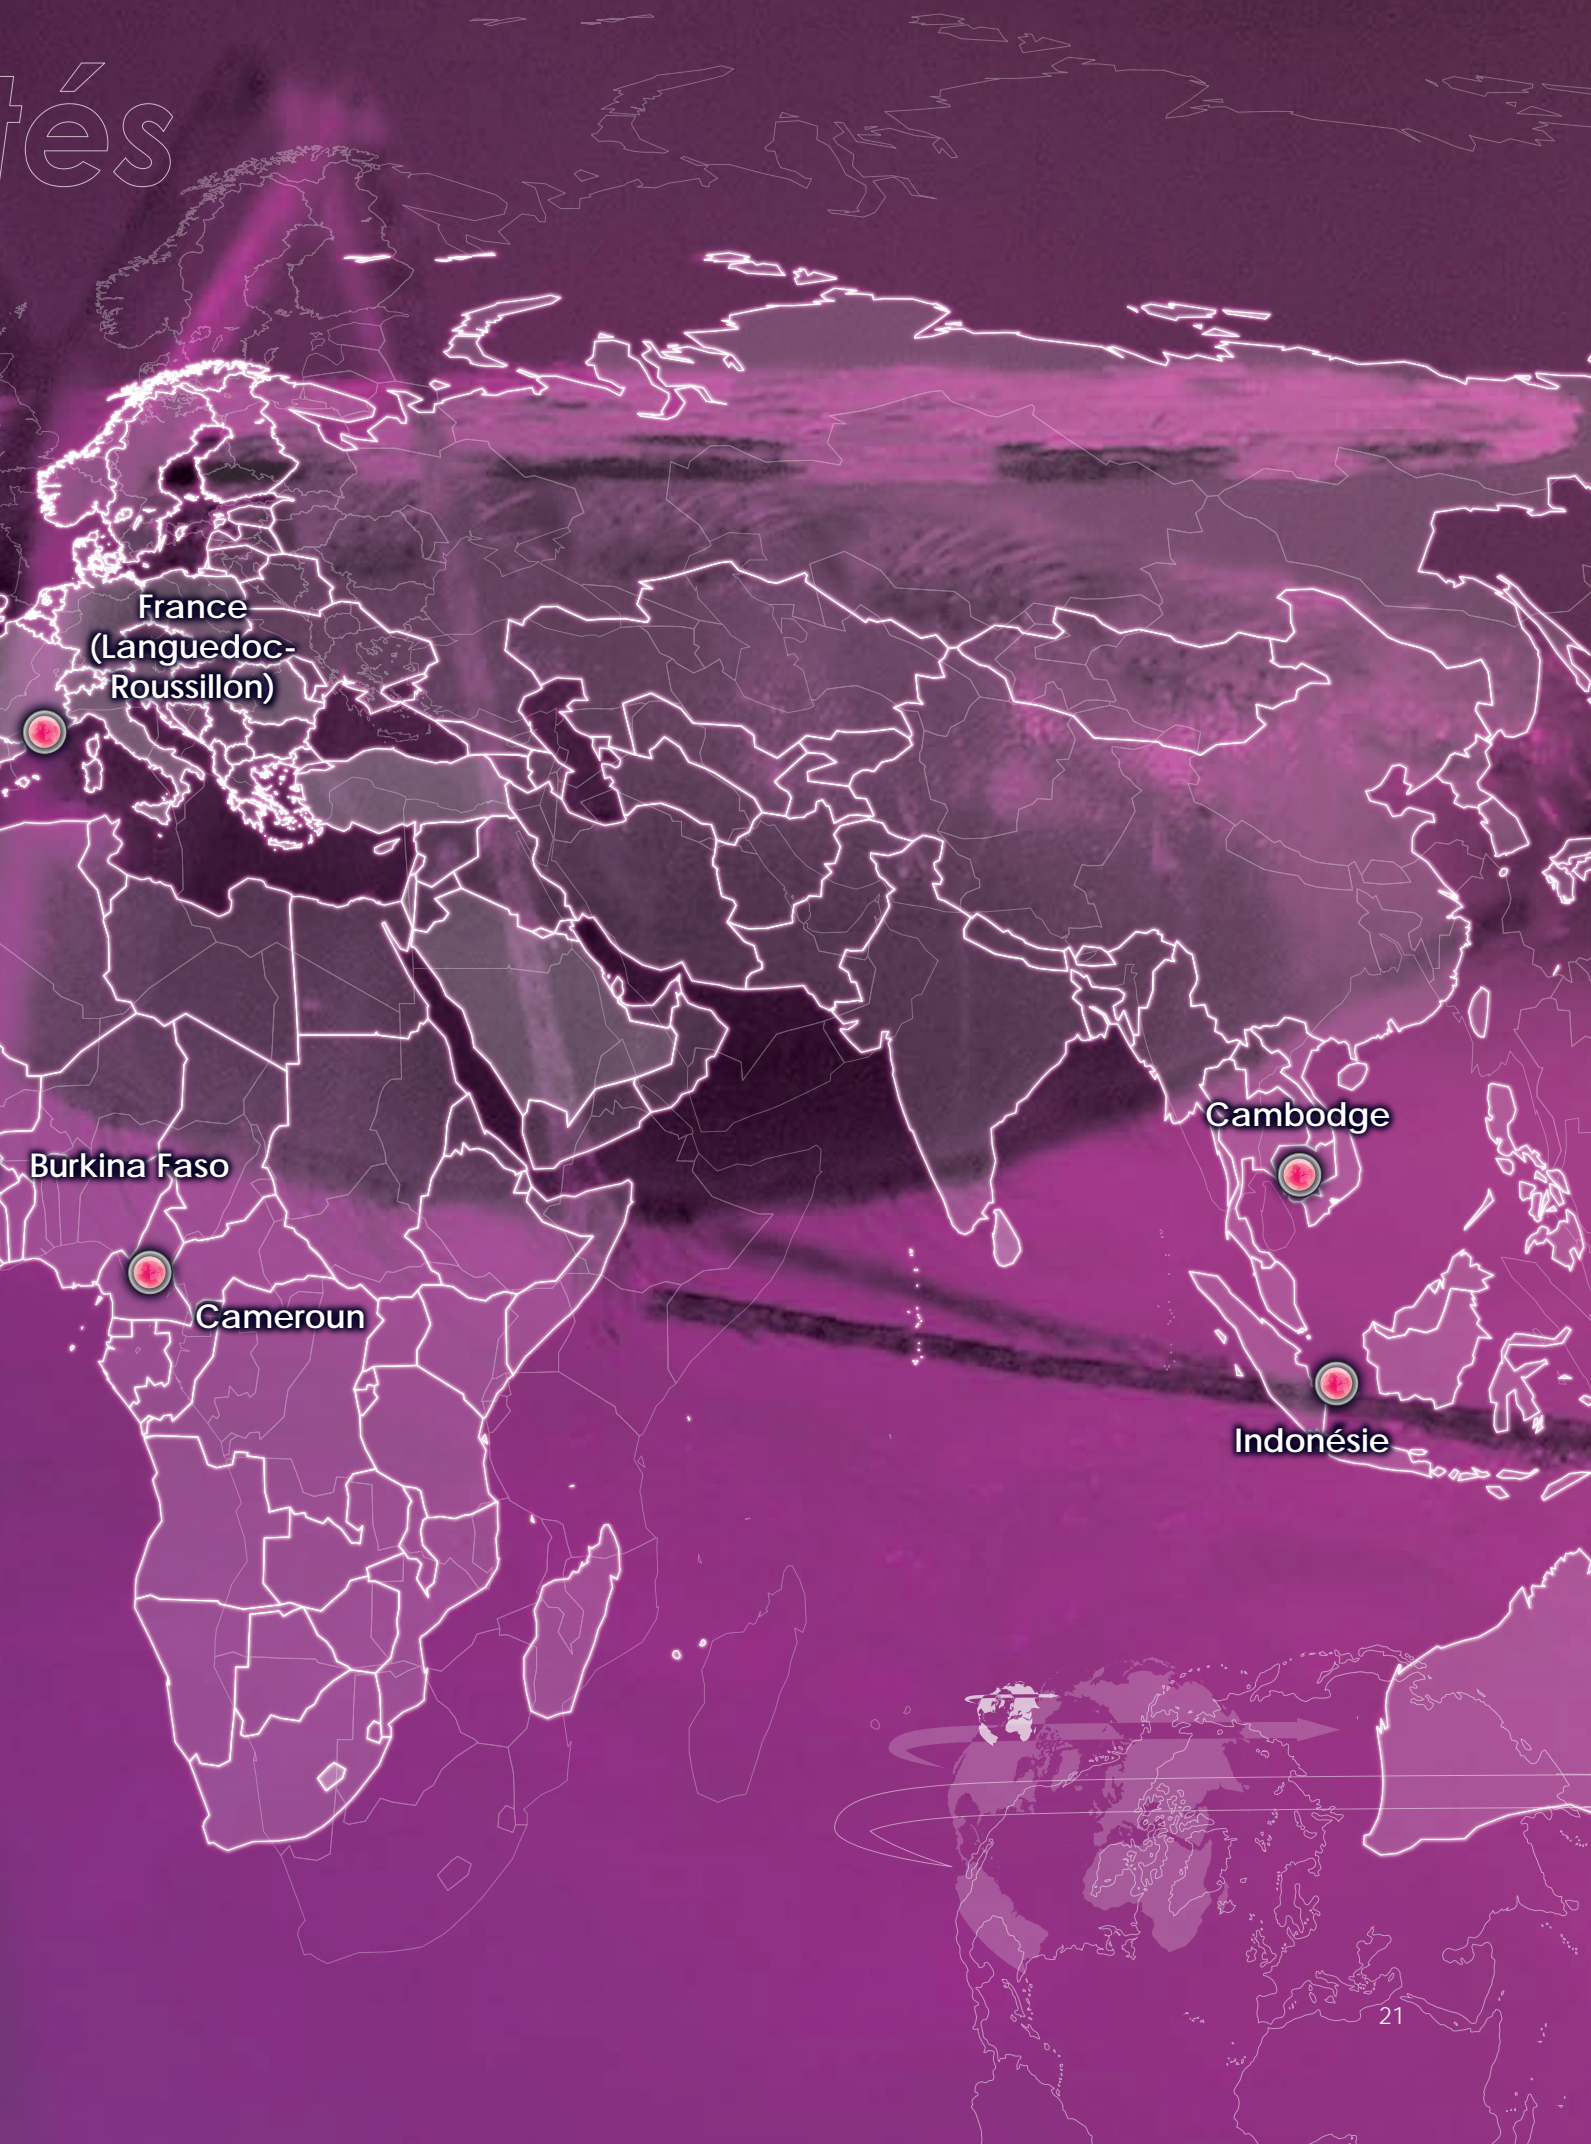 tés
France
(Languedoc-
Roussillon)
Cambodge
Burkina Faso
Cameroun
Indonésie
21